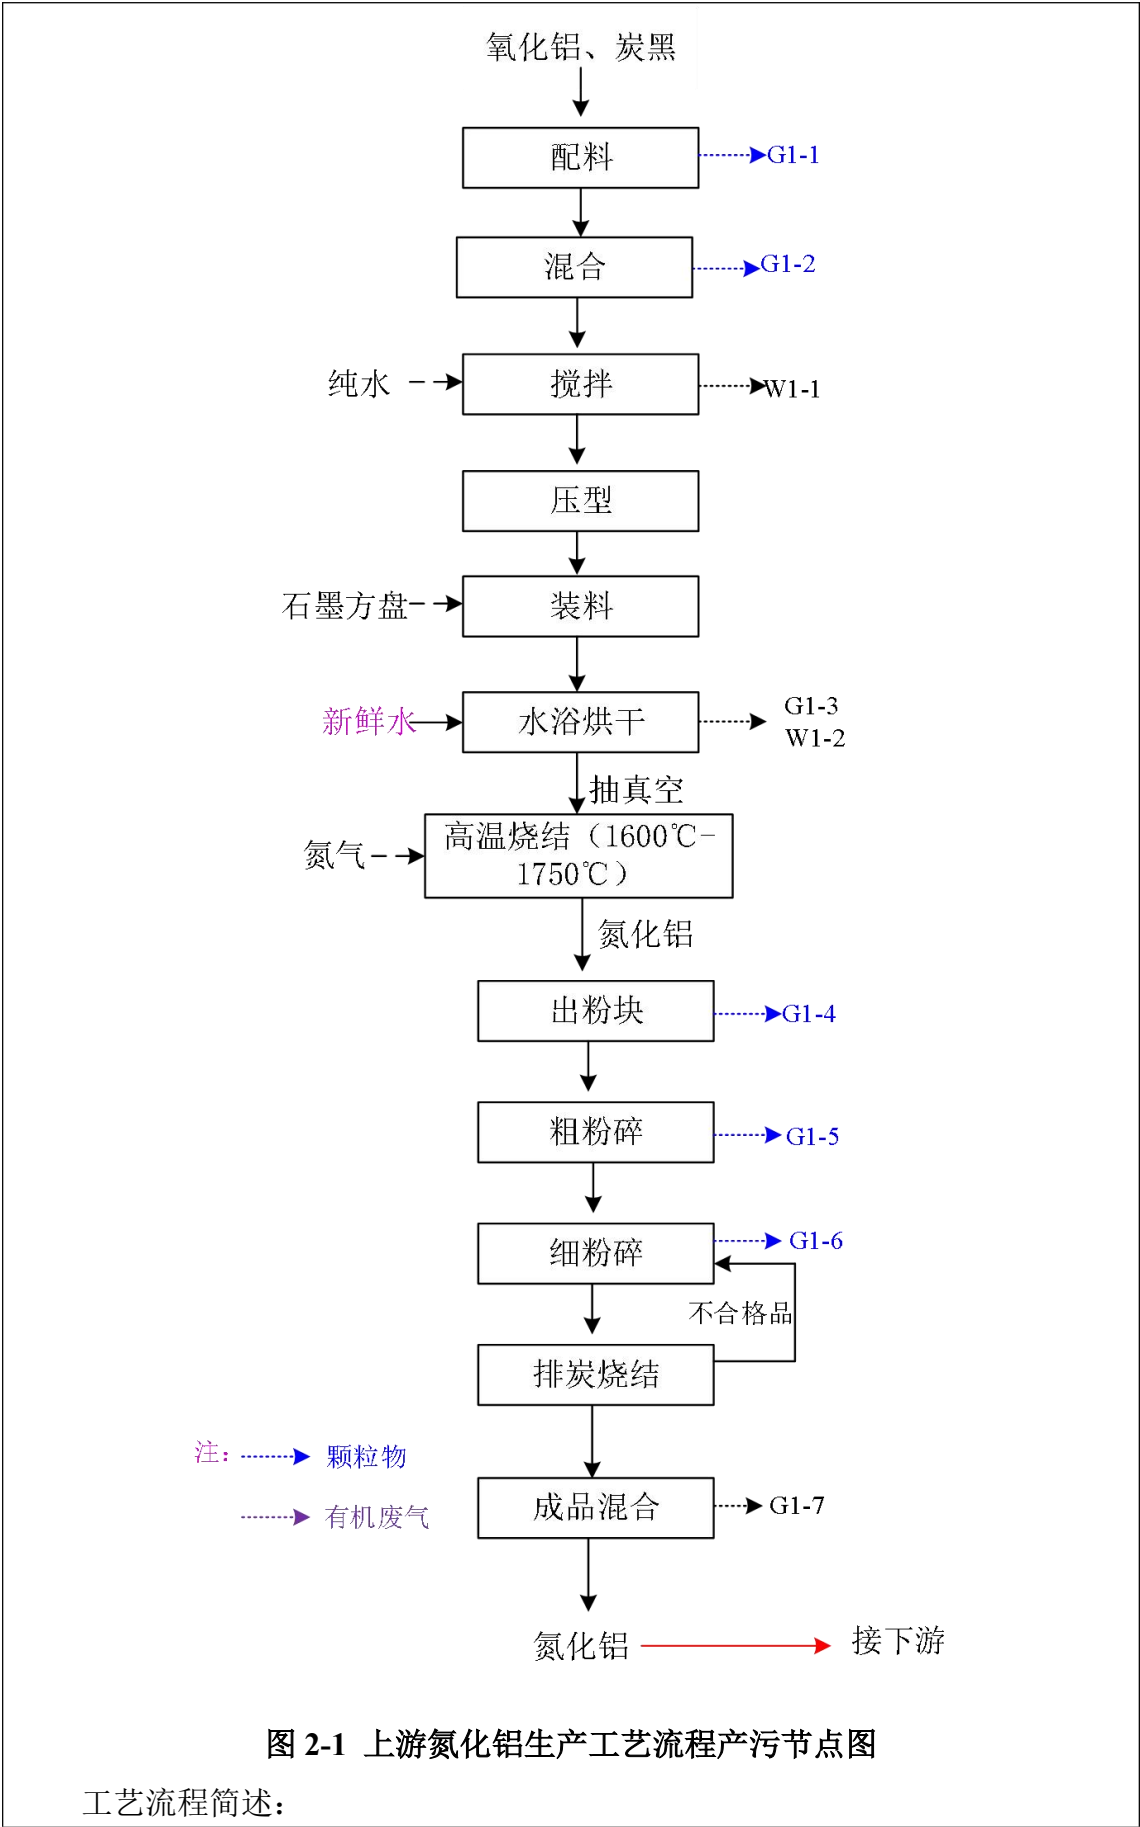 氧化铝、炭黑
配料
G1-1
混合
G1-2
纯水
搅拌
W1-1
压型
石墨方盘
装料
新鲜水
水浴烘干
G1-3
W1-2
抽真空
氮气
高温烧结（1600℃-
1750℃）
氮化铝
出粉块
G1-4
粗粉碎
G1-5
细粉碎
G1-6
不合格品
排炭烧结
注：
颗粒物
有机废气
成品混合
G1-7
氮化铝
接下游
图 2-1 上游氮化铝生产工艺流程产污节点图
工艺流程简述：